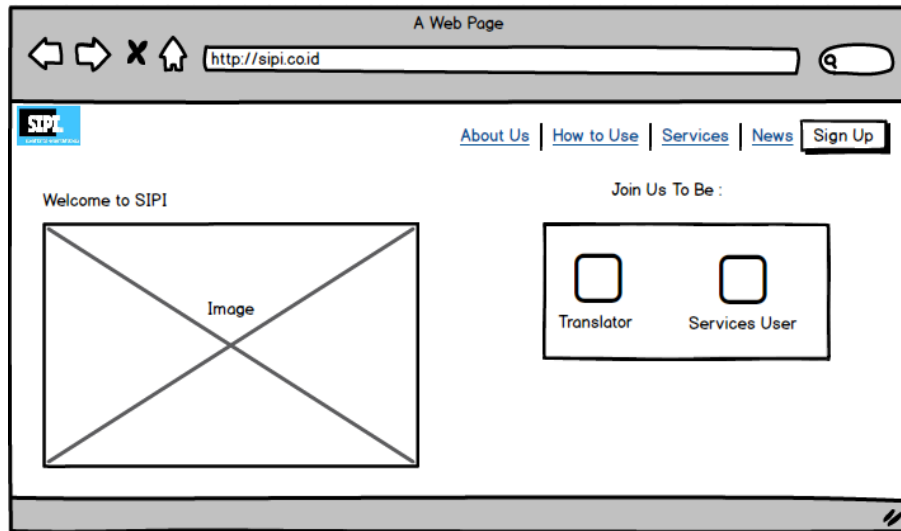 A Web Page
http://sipi.co.id
SIPI
About Us | How to Use | Services | News Sign Up
Welcome to SIPI
Join Us To Be :
Image
Translator Services User